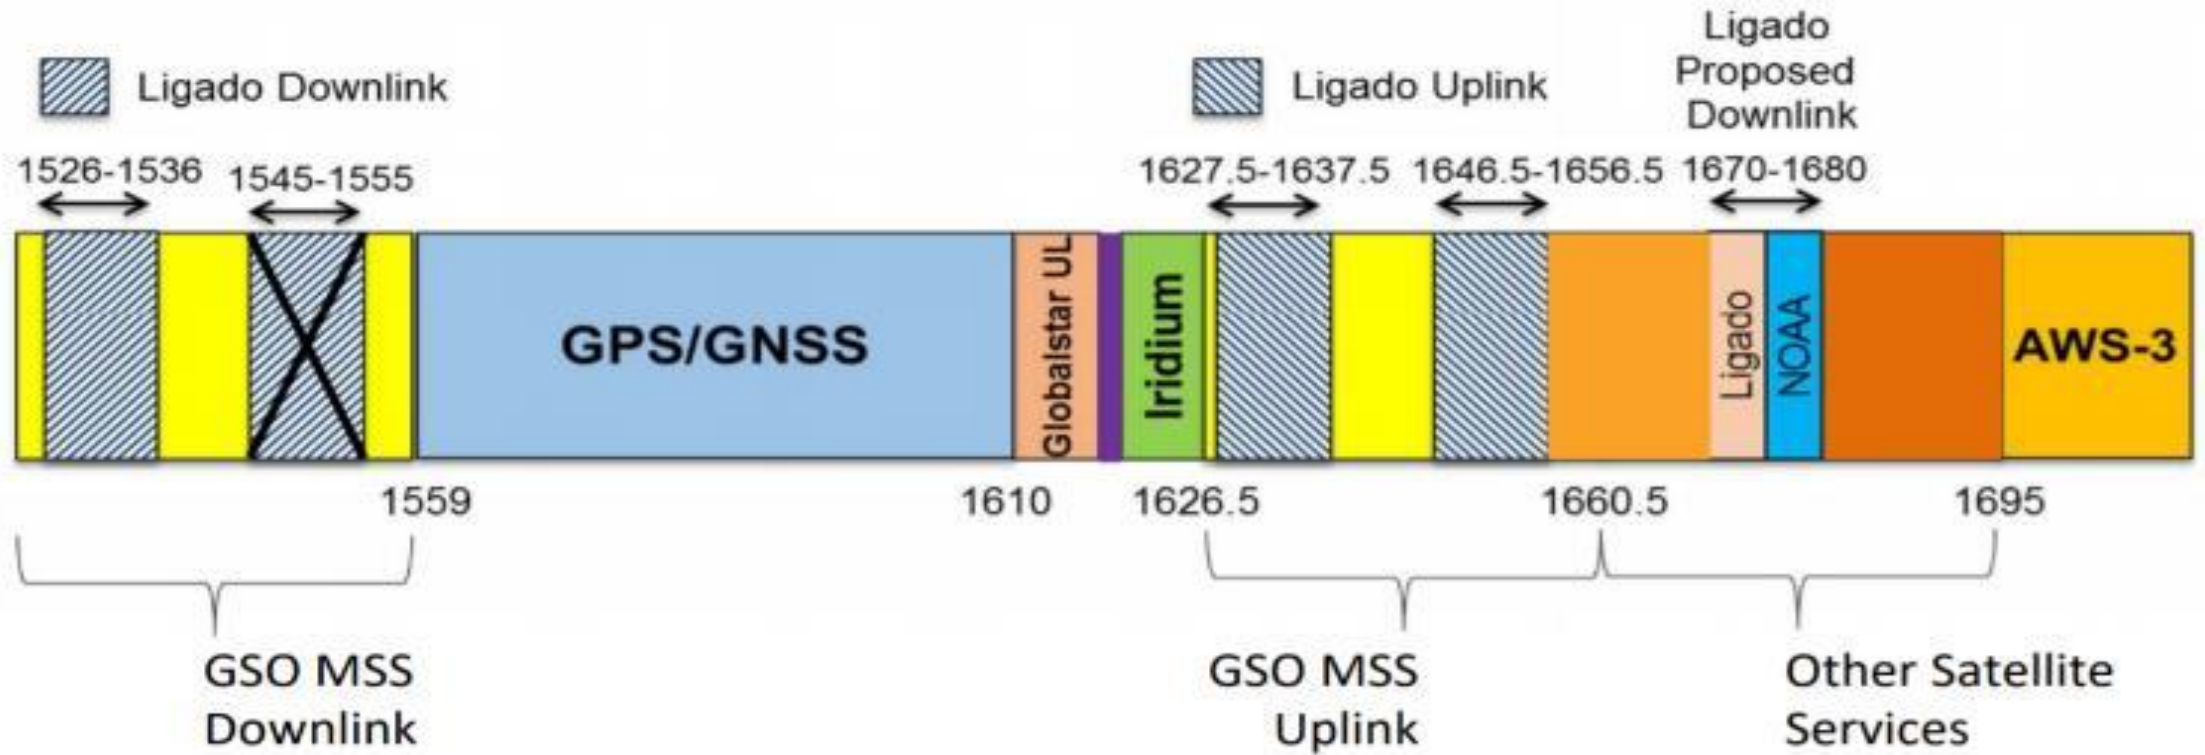 Ligado Downlink
Ligado Uplink
Ligado
Proposed
Downlink
1526-1536
1545-1555
1627.5-1637.5
1646.5-1656.5
1670-1680
GPS/GNSS
Globalstar UL
Iridium
Ligado
NOAA
AWS-3
1559
1610
1626.5
1660.5
1695
GSO MSS
Downlink
GSO MSS
Uplink
Other Satellite
Services